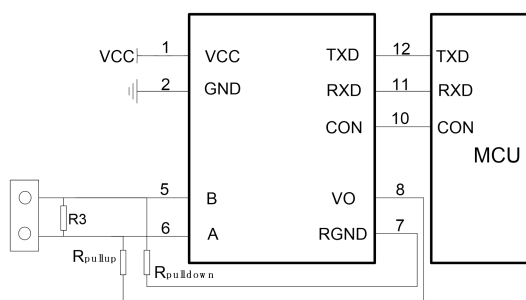 VCC 1 VCC TXD 12 TXD
2 GND RXD 11 RXD
CON 10 CON
MCU
5 B VO 8
R3 6 A RGND 7
Rpullup Rpulldown